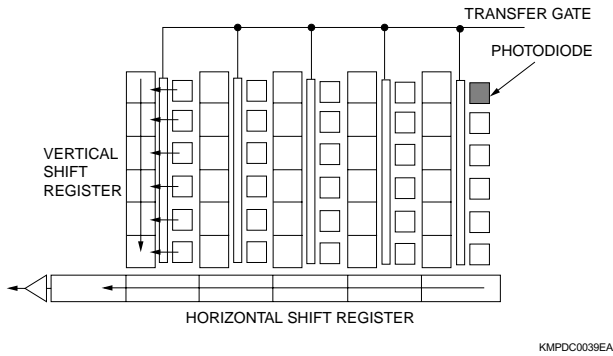 TRANSFER GATE
PHOTODIODE
VERTICAL
SHIFT
REGISTER
HORIZONTAL SHIFT REGISTER
KMPDC0039EA